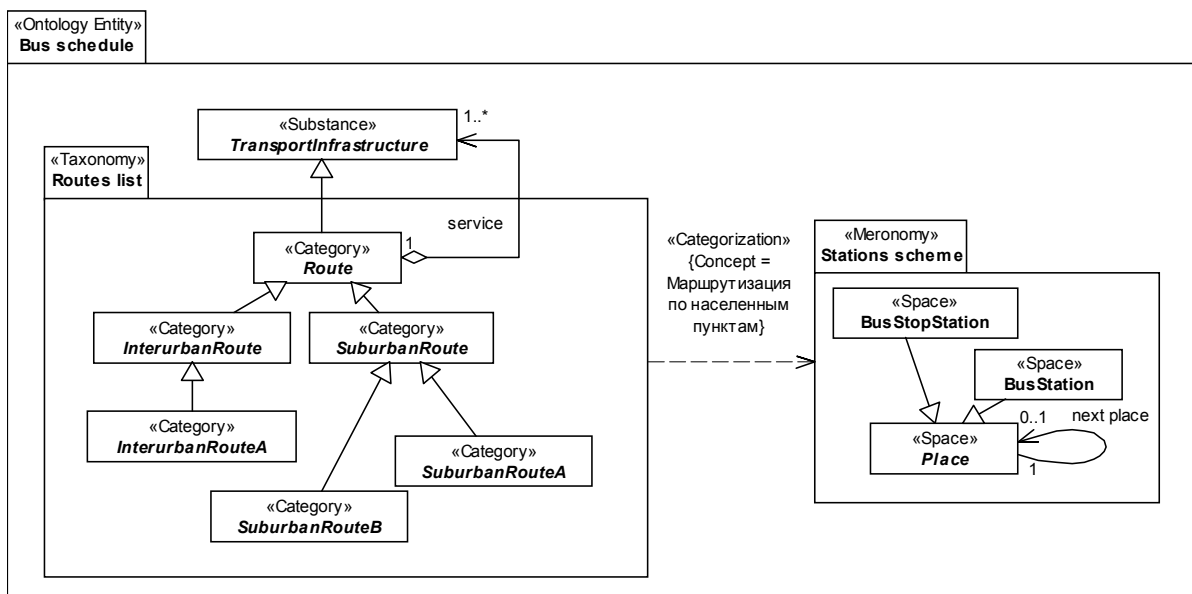 «Ontology Entity»
Bus schedule
«Substance»
TransportInfrastructure
1..*
«Taxonomy»
Routes list
service
«Category»
Route
1
«Category»
InterurbanRoute
«Category»
SuburbanRoute
«Category»
InterurbanRouteA
«Category»
SuburbanRouteA
«Category»
SuburbanRouteB
«Categorization»
{Concept =
Маршрутизация
по населенным
пунктам}
«Meronomy»
Stations scheme
«Space»
BusStopStation
«Space»
BusStation
next place
0..1
«Space»
Place
1